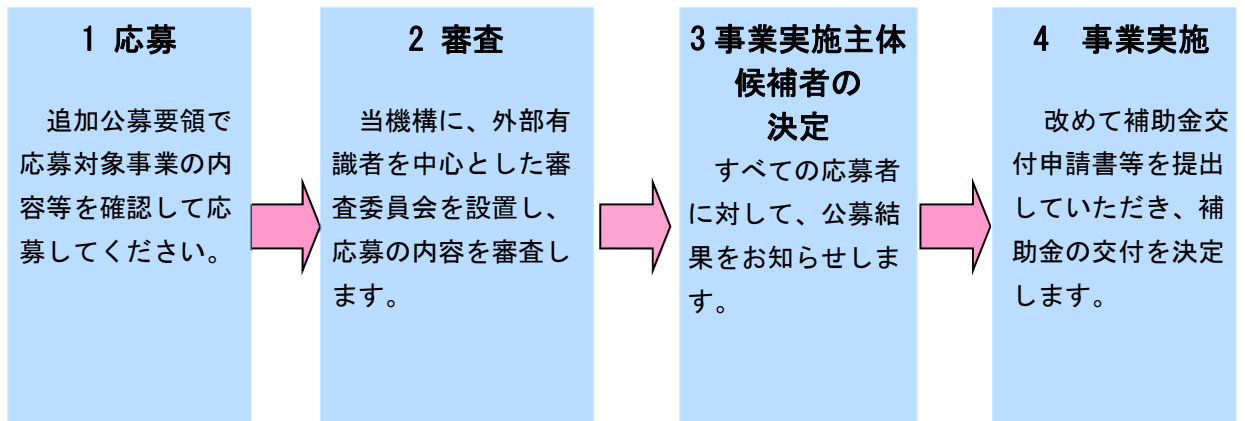 1 応募
追加公募要領で
応募対象事業の内
容等を確認して応
募してください。
2 審査
当機構に、外部有
識者を中心とした審
査委員会を設置し、
応募の内容を審査し
ます。
3 事業実施主体
候補者の
決定
すべての応募者
に対して、公募結
果をお知らせしま
す。
4　事業実施
改めて補助金交
付申請書等を提出
していただき、補
助金の交付を決定
します。